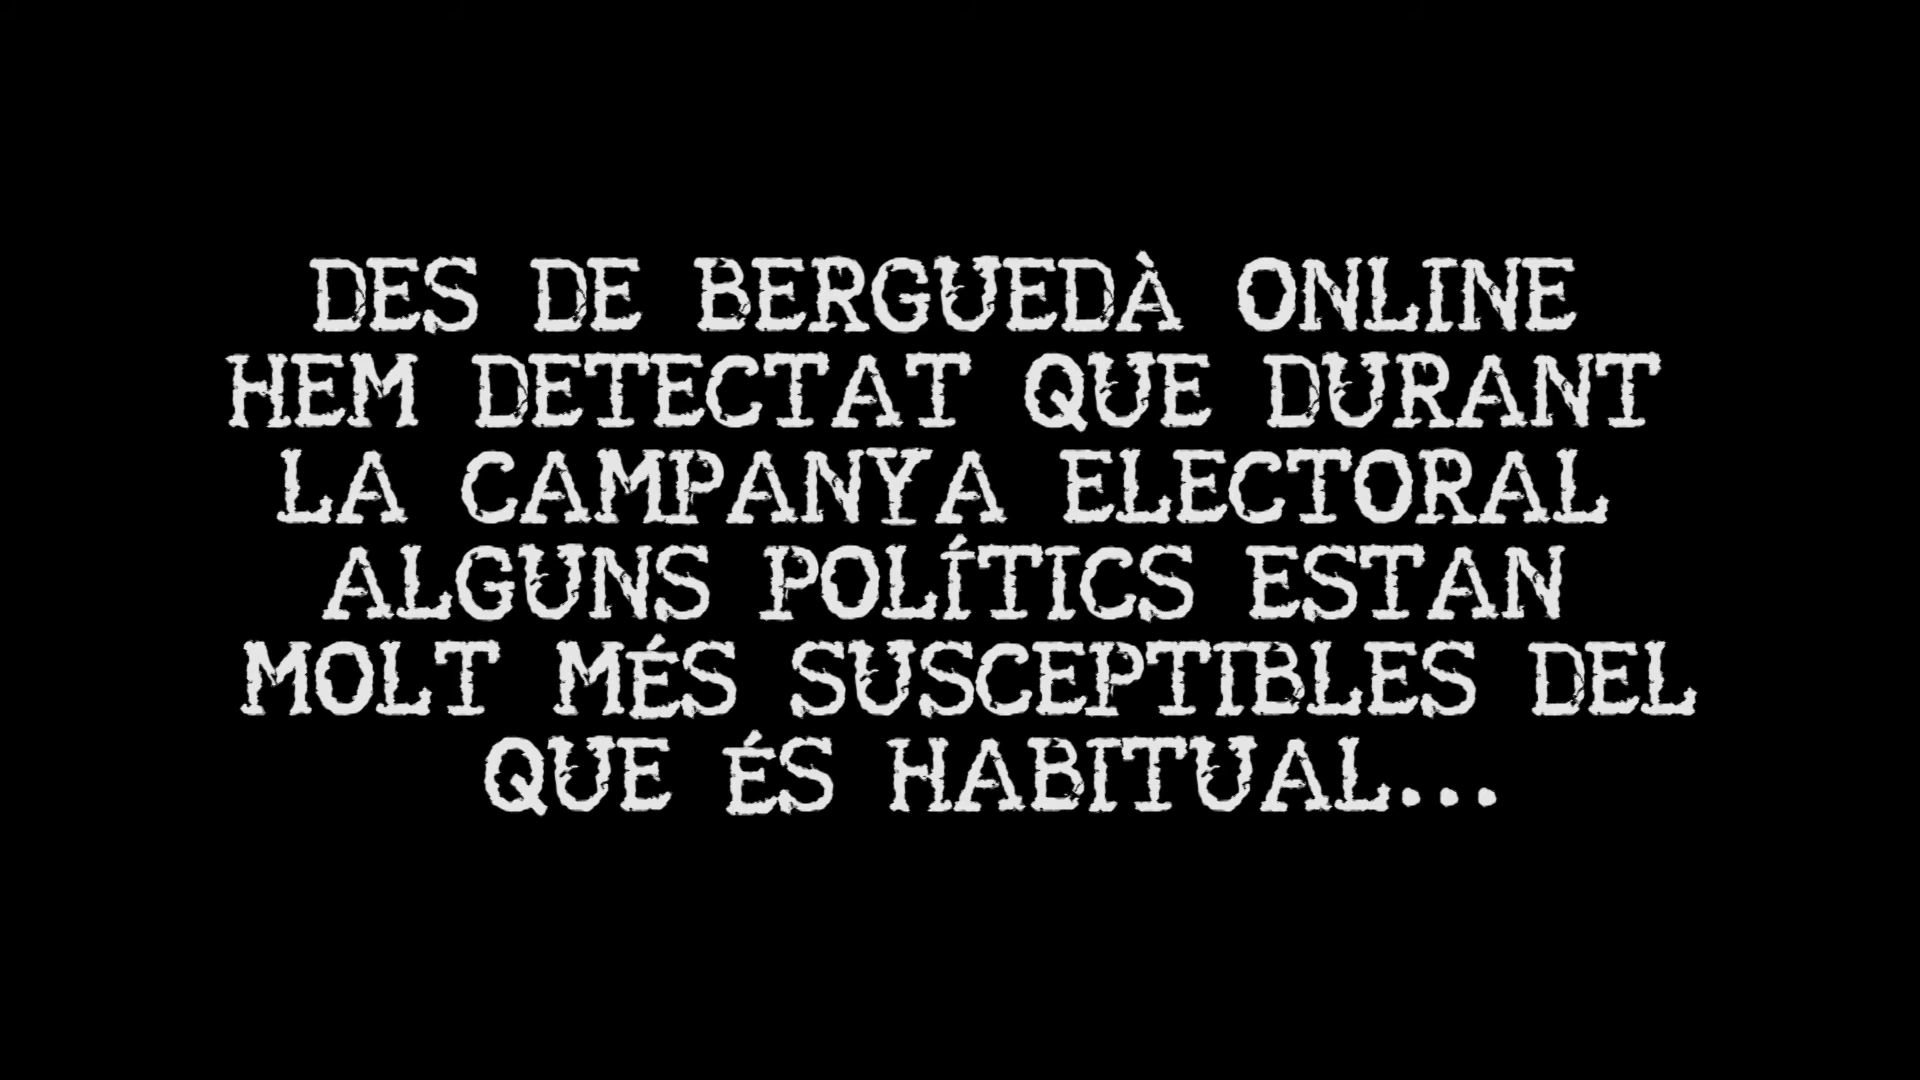 DES DE BERGUEDÀ ONLINE
HEM DETECTAT QUE DURANT
LA CAMPANYA ELECTORAL
ALGUNS POLÍTICS ESTAN
MOLT MÉS SUSCEPTIBLES DEL
QUE ÉS HABITUAL...